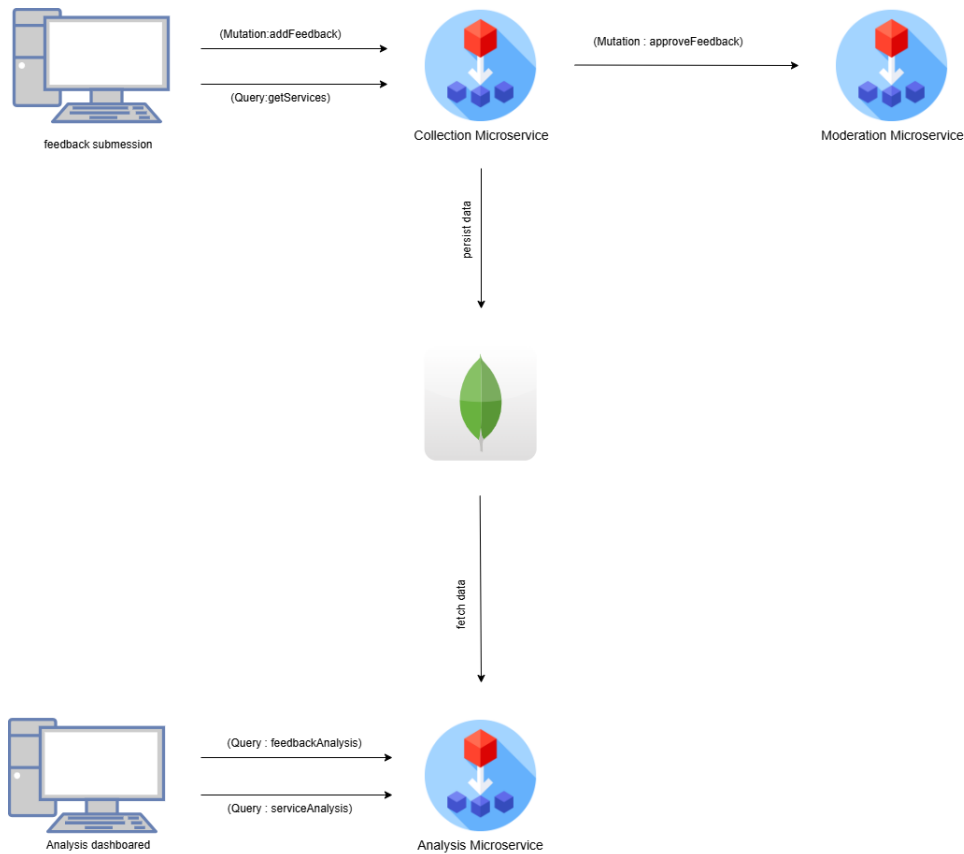 (Mutation:addFeedback)
(Mutation : approveFeedback)
(Query:getServices)
Collection Microservice
Moderation Microservice
feedback submession
persist data
fetch data
(Query : feedbackAnalysis)
(Query : serviceAnalysis)
Analysis dashboared
Analysis Microservice